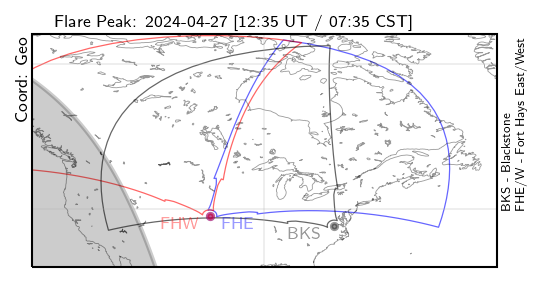 Flare Peak: 2024-04-27 [12:35 UT / 07:35 CST]
Coord: Geo
FHW
FHE
BKS
BKS - Blackstone
FHE/W - Fort Hays East/West